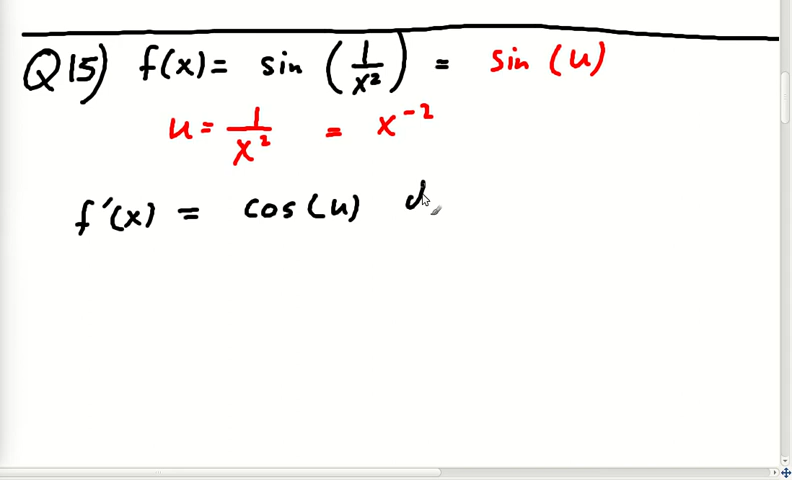 Q15) f(x) = sin (1/x²) = sin (u)
u = 1/x² = x⁻²
f'(x) = cos(u) d